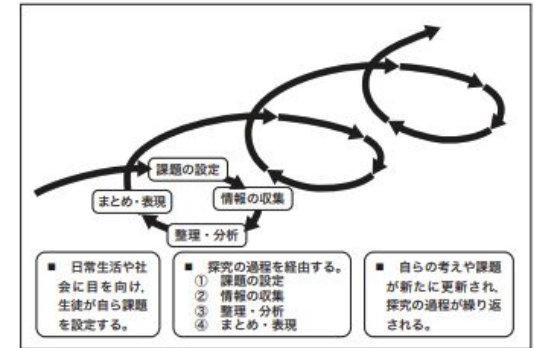 課題の設定
まとめ・表現
情報の収集
整理・分析
■ 日常生活や社
会に目を向け,
生徒が自ら課題
を設定する。
■ 探究の過程を経由する。
① 課題の設定
② 情報の収集
③ 整理・分析
④ まとめ・表現
■ 自らの考えや課題
が新たに更新され,
探究の過程が繰り返
される。